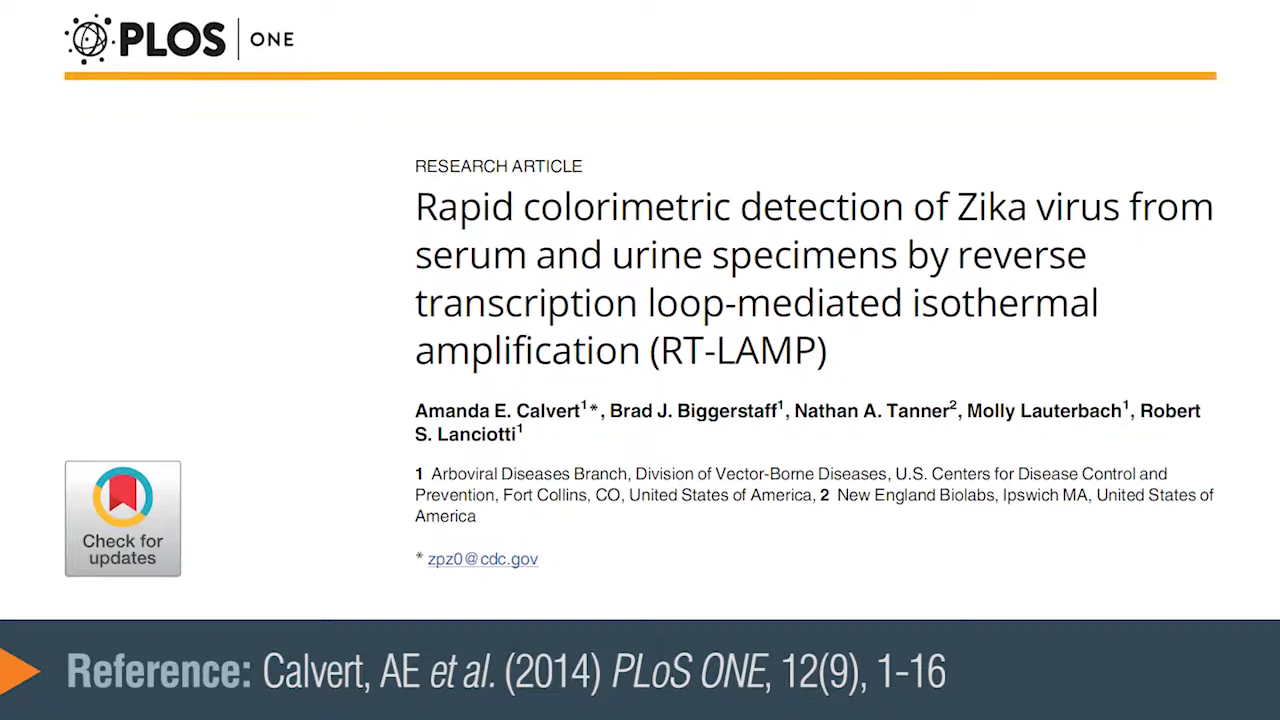 PLOS ONE
RESEARCH ARTICLE
Rapid colorimetric detection of Zika virus from
serum and urine specimens by reverse
transcription loop-mediated isothermal
amplification (RT-LAMP)
Amanda E. Calvert1*, Brad J. Biggerstaff1, Nathan A. Tanner2, Molly Lauterbach1, Robert
S. Lanciotti1
1 Arboviral Diseases Branch, Division of Vector-Borne Diseases, U.S. Centers for Disease Control and
Prevention, Fort Collins, CO, United States of America, 2 New England Biolabs, Ipswich MA, United States of
America
* zpz0@cdc.gov
Check for
updates
Reference: Calvert, AE et al. (2014) PLoS ONE, 12(9), 1-16